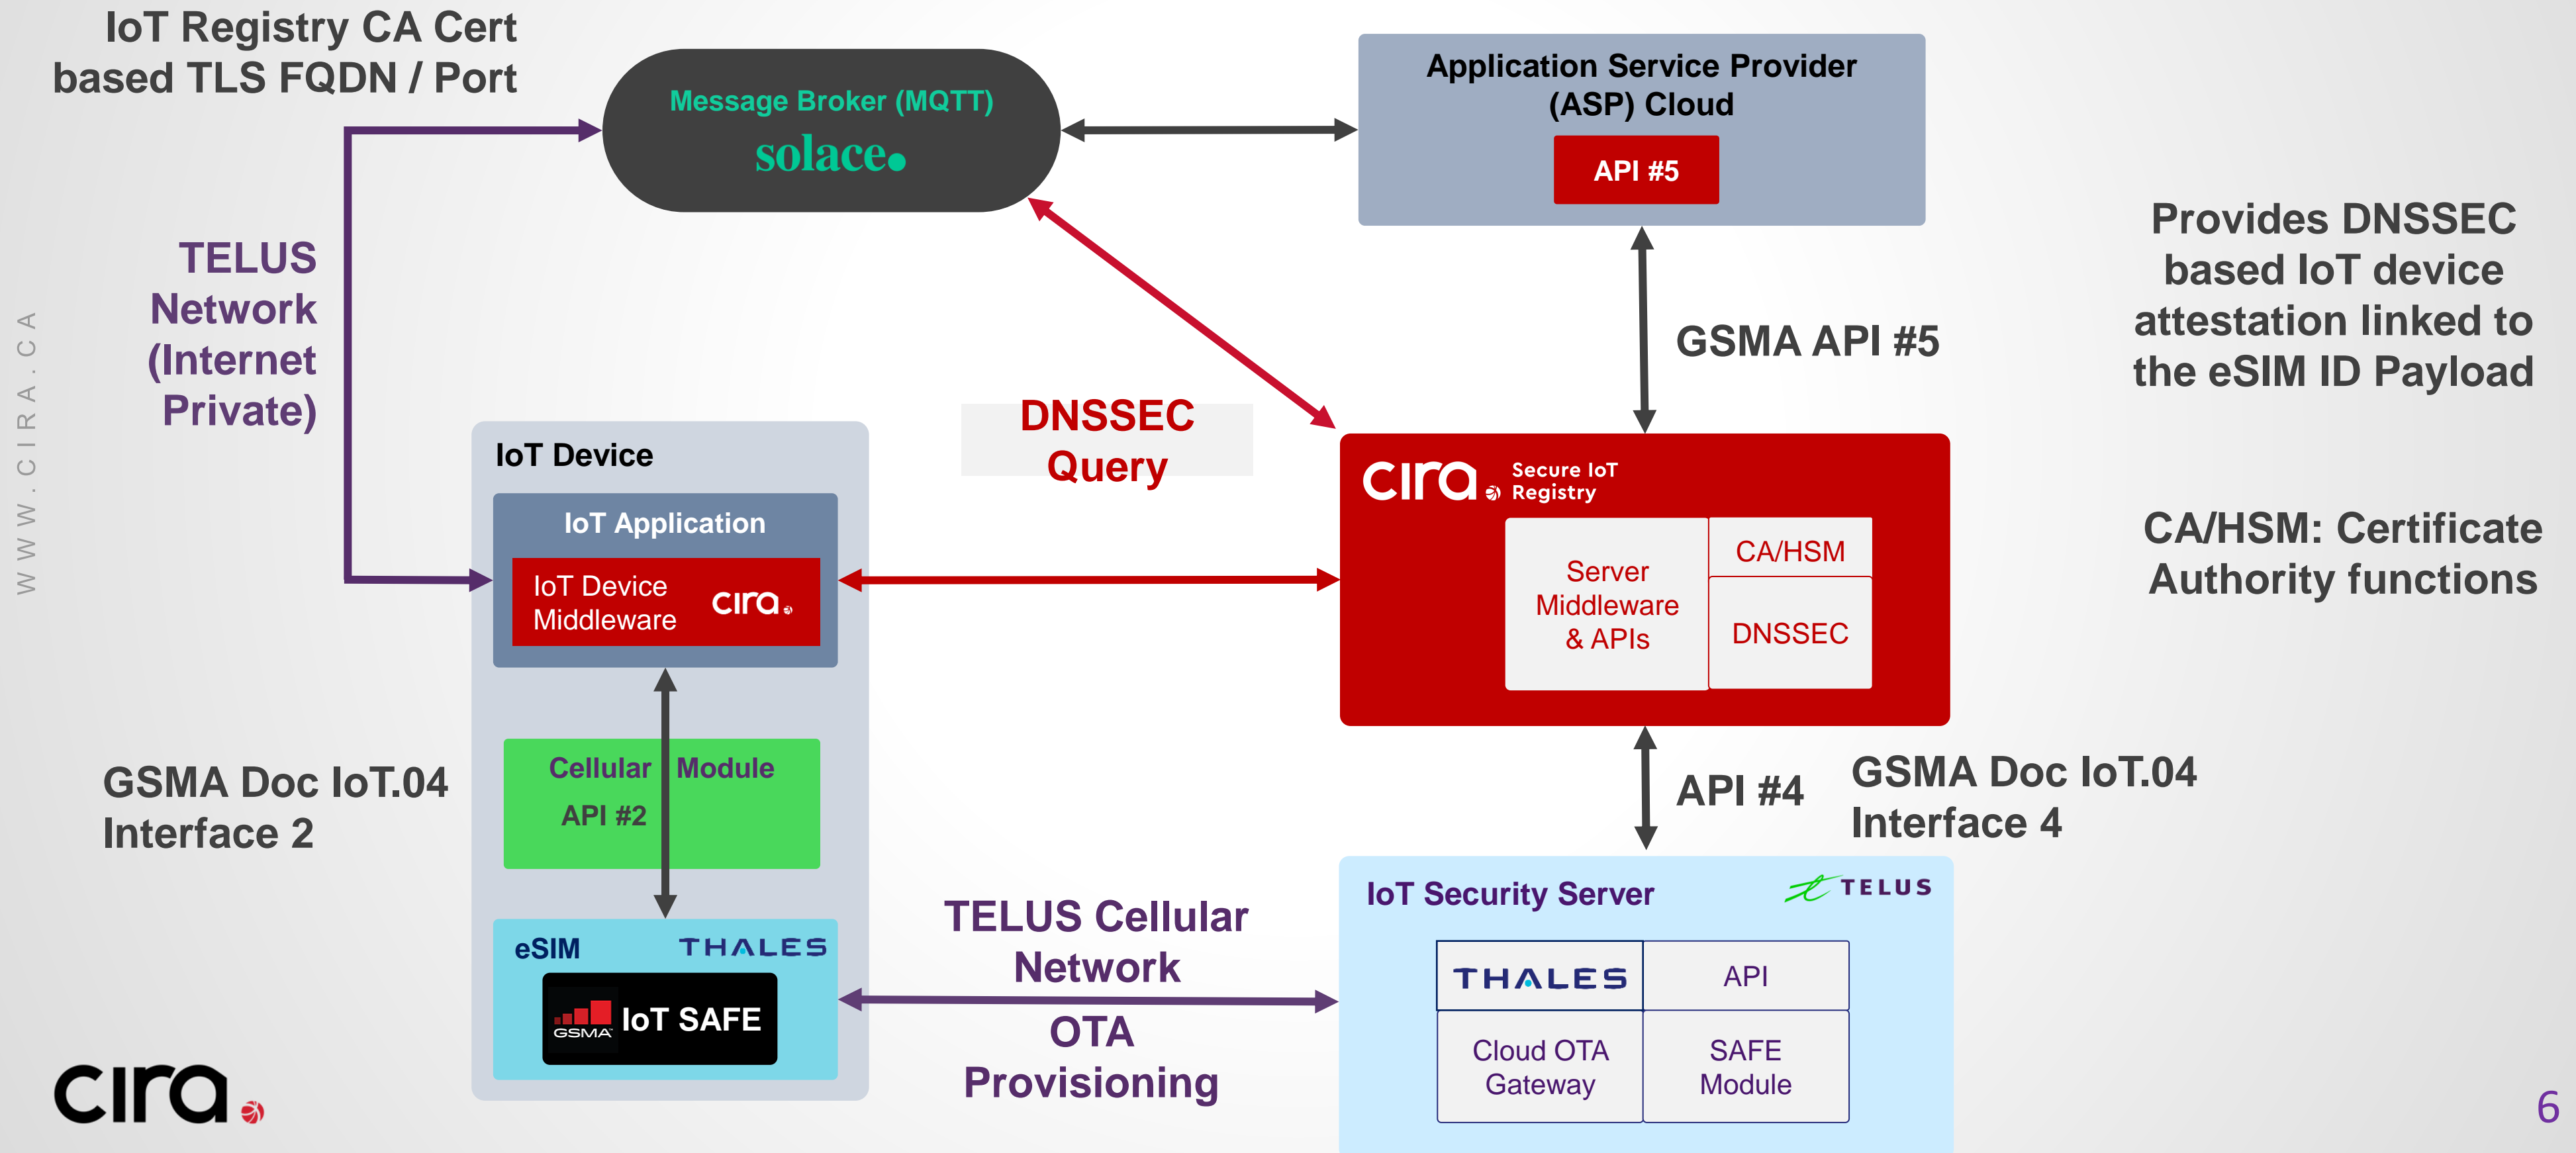 IoT Registry CA Cert
based TLS FQDN / Port
Message Broker (MQTT)
solace.
Application Service Provider
(ASP) Cloud
API #5
TELUS
Network
(Internet
Private)
WWW.CIRA.CA
GSMA API #5
Provides DNSSEC
based IoT device
attestation linked to
the eSIM ID Payload
DNSSEC
Query
IoT Device
IoT Application
IoT Device
Middleware
cira.
cira.
Secure IoT
Registry
Server
Middleware
& APIs
CA/HSM
DNSSEC
CA/HSM: Certificate
Authority functions
GSMA Doc IoT.04
Interface 2
Cellular Module
API #2
API #4
GSMA Doc IoT.04
Interface 4
eSIM
THALES
GSMA
IoT SAFE
TELUS Cellular
Network
OTA
Provisioning
IoT Security Server
TELUS
THALES
API
Cloud OTA
Gateway
SAFE
Module
cira.
6